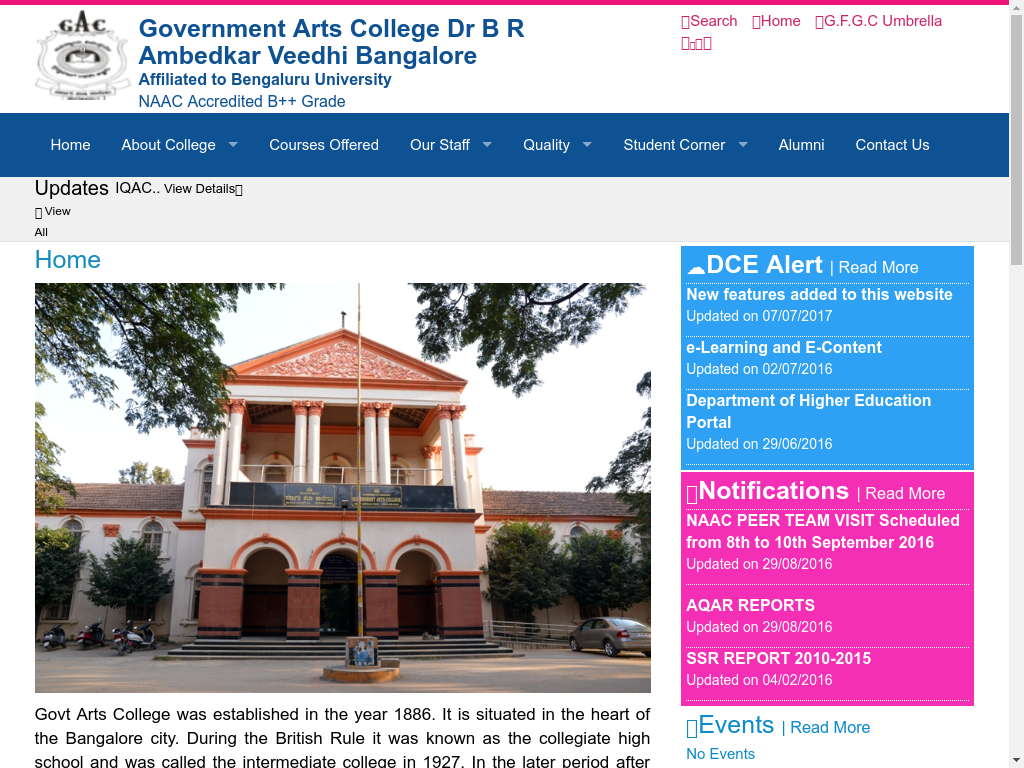 GAC
Government Arts College Dr B R
Ambedkar Veedhi Bangalore
Affiliated to Bengaluru University
NAAC Accredited B++ Grade
Search Home G.F.G.C Umbrella
Home About College Courses Offered Our Staff Quality Student Corner Alumni Contact Us
Updates IQAC.. View Details
View
All
Home
GOVERNMENT ARTS COLLEGE
Govt Arts College was established in the year 1886. It is situated in the heart of
the Bangalore city. During the British Rule it was known as the collegiate high
school and was called the intermediate college in 1927. In the later period after
DCE Alert | Read More
New features added to this website
Updated on 07/07/2017
e-Learning and E-Content
Updated on 02/07/2016
Department of Higher Education
Portal
Updated on 29/06/2016
Notifications | Read More
NAAC PEER TEAM VISIT Scheduled
from 8th to 10th September 2016
Updated on 29/08/2016
AQAR REPORTS
Updated on 29/08/2016
SSR REPORT 2010-2015
Updated on 04/02/2016
Events | Read More
No Events